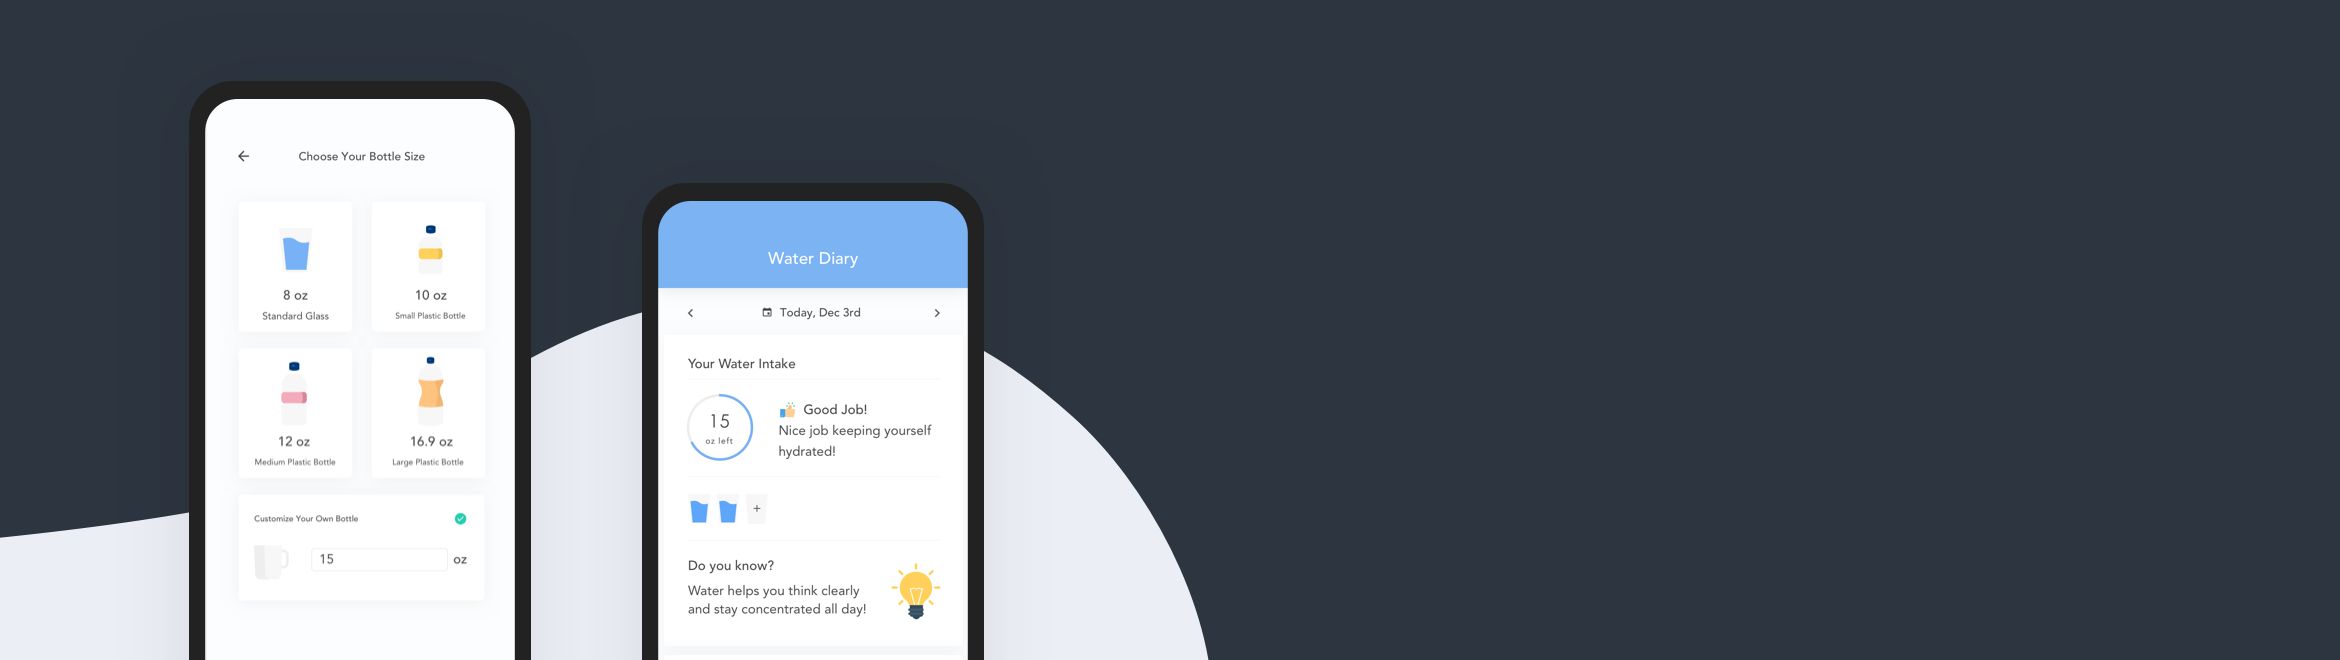 Choose Your Bottle Size
8 oz
Standard Glass
10 oz
Small Plastic Bottle
12 oz
Medium Plastic Bottle
16.9 oz
Large Plastic Bottle
Customize Your Own Bottle
15 oz
Water Diary
Today, Dec 3rd
Your Water Intake
15
oz left
Good Job!
Nice job keeping yourself
hydrated!
+
Do you know?
Water helps you think clearly
and stay concentrated all day!